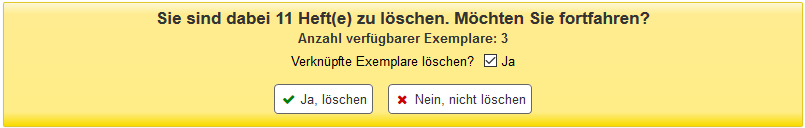 Sie sind dabei 11 Heft(e) zu löschen. Möchten Sie fortfahren?
Anzahl verfügbarer Exemplare: 3
Verknüpfte Exemplare löschen? Ja
Ja, löschen Nein, nicht löschen